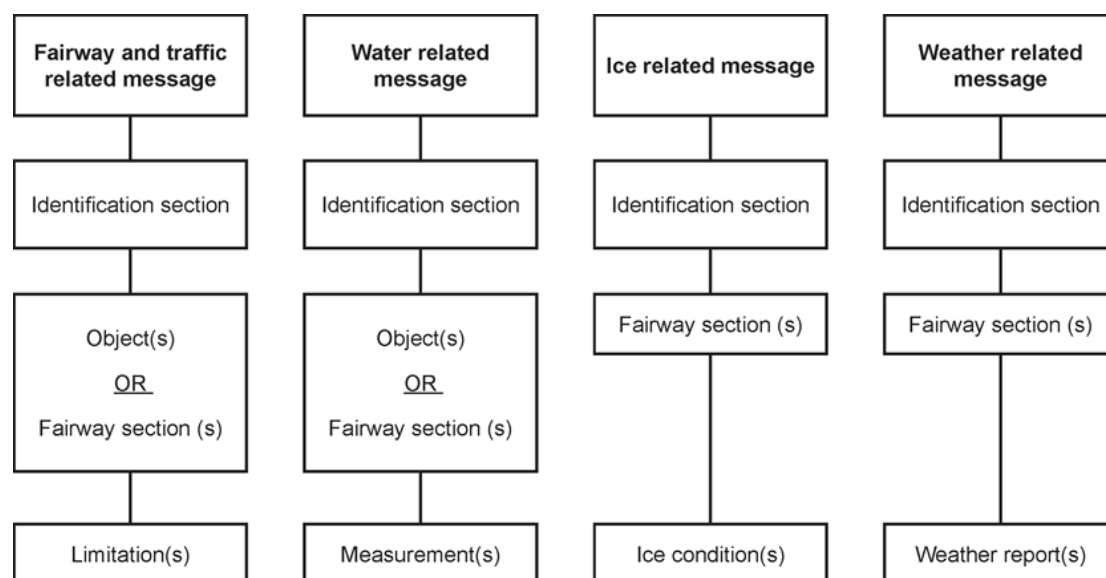 Fairway and traffic
related message
Identification section
Object(s)
OR
Fairway section (s)
Limitation(s)
Water related
message
Identification section
Object(s)
OR
Fairway section (s)
Measurement(s)
Ice related message
Identification section
Fairway section (s)
Ice condition(s)
Weather related
message
Identification section
Fairway section (s)
Weather report(s)